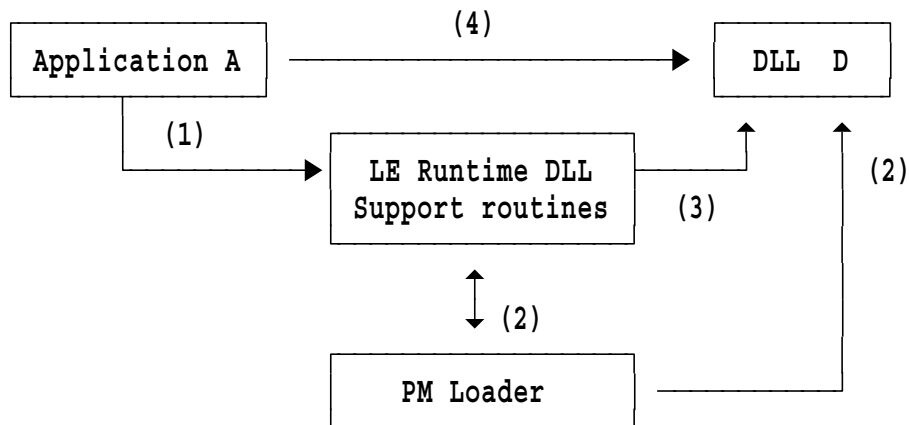 (4)
Application A
DLL D
(1)
LE Runtime DLL
Support routines
(2)
(3)
(2)
PM Loader